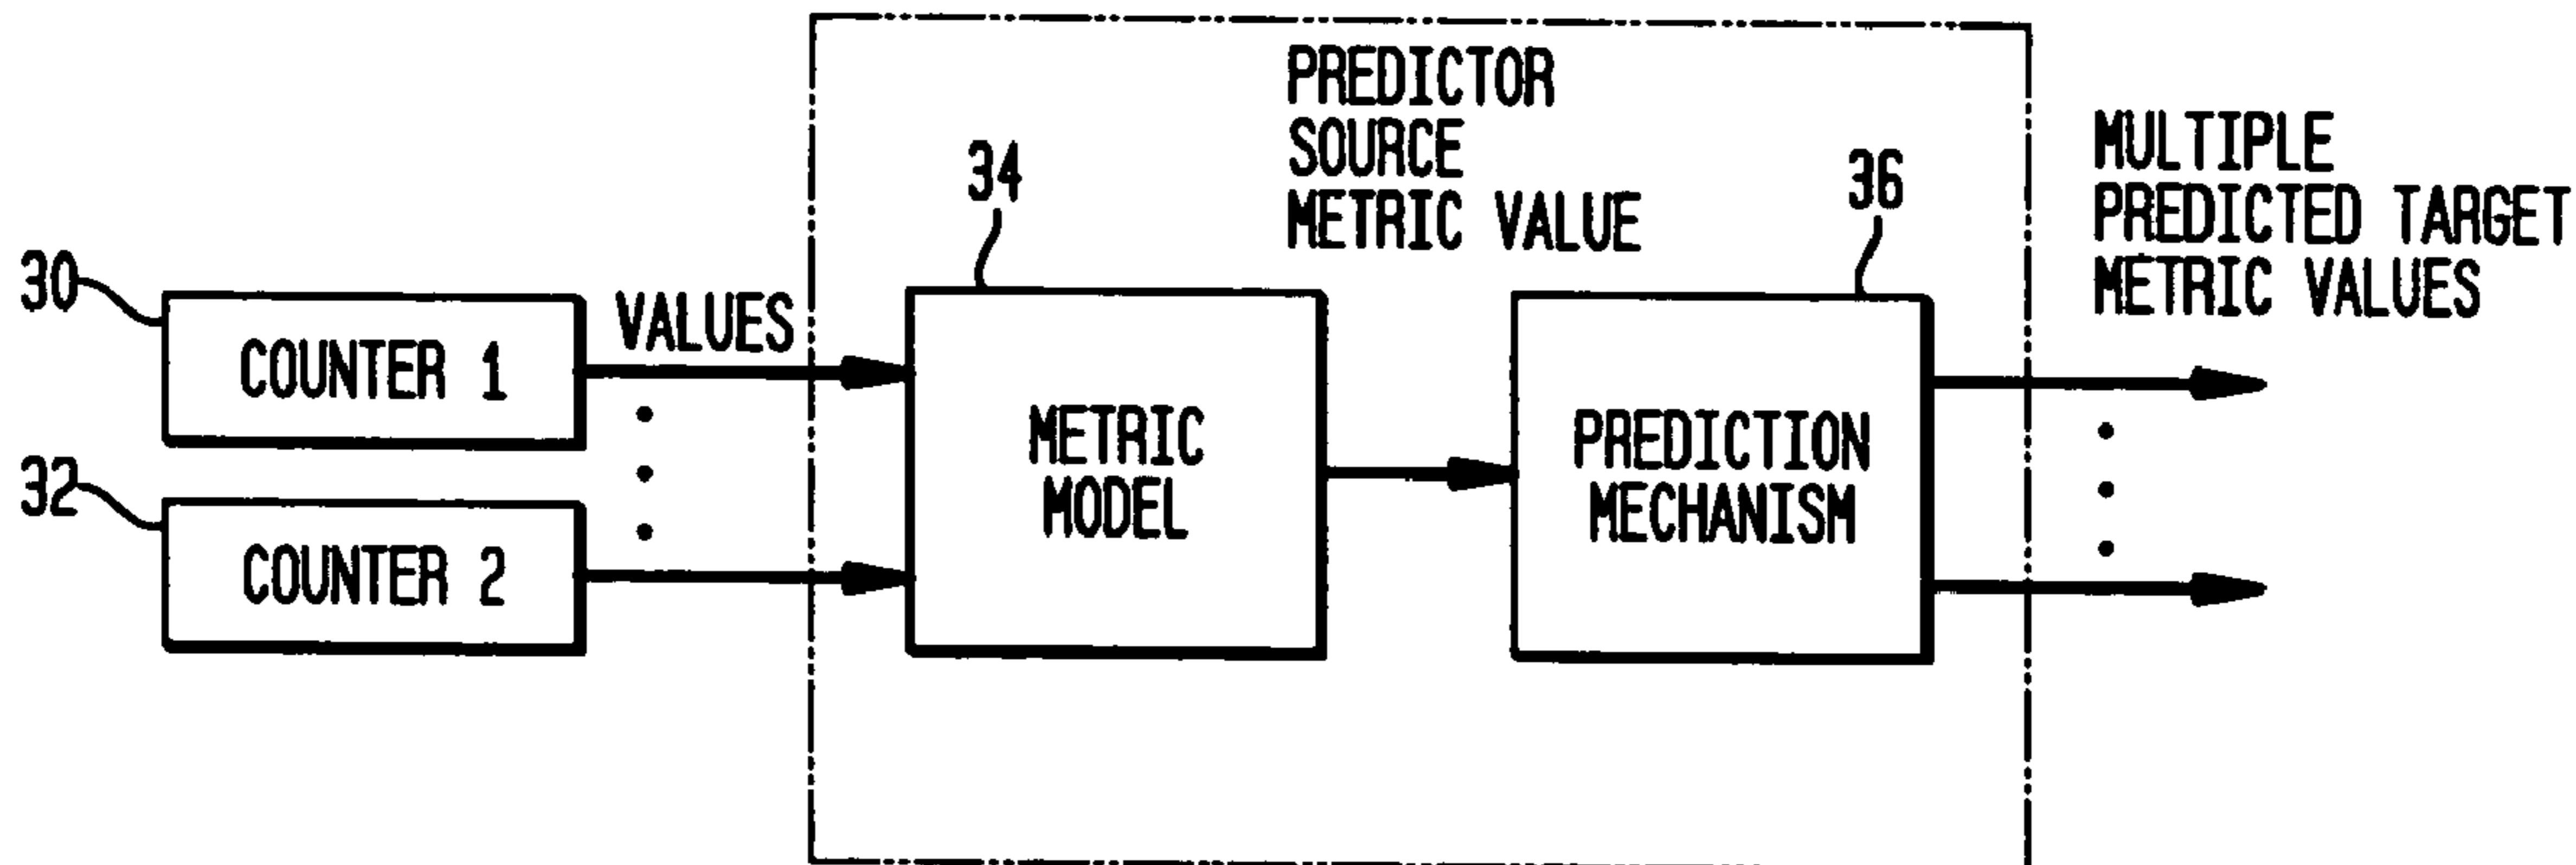 PREDICTOR
SOURCE
METRIC VALUE
MULTIPLE
PREDICTED TARGET
METRIC VALUES
34
36
30
COUNTER 1
VALUES
32
COUNTER 2
METRIC
MODEL
PREDICTION
MECHANISM